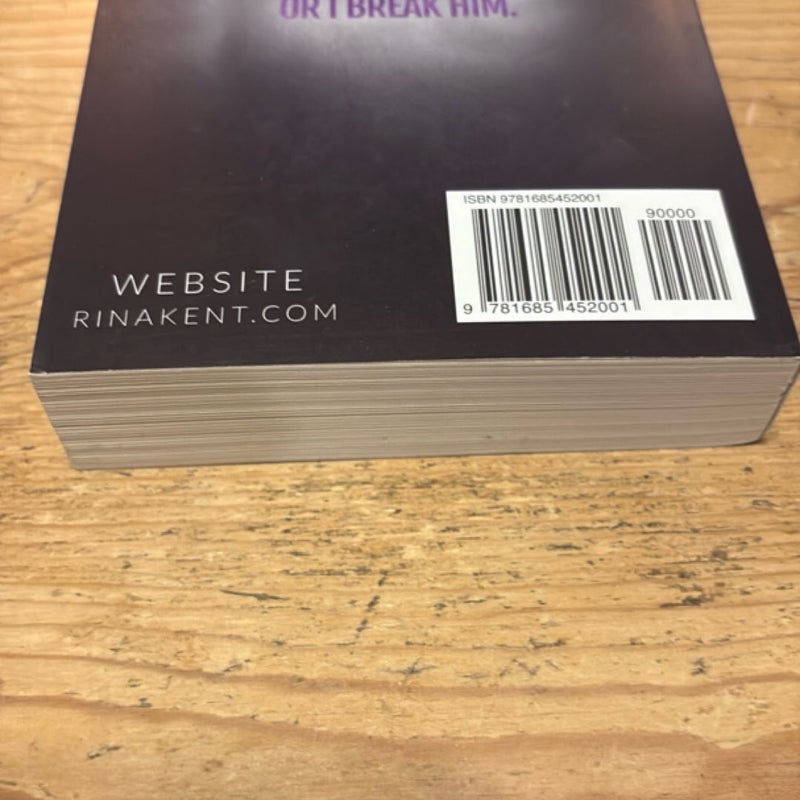 OR I BREAK HIM.
ISBN 9781685452001
90000
9 781685 452001
WEBSITE
RINAKENT.COM